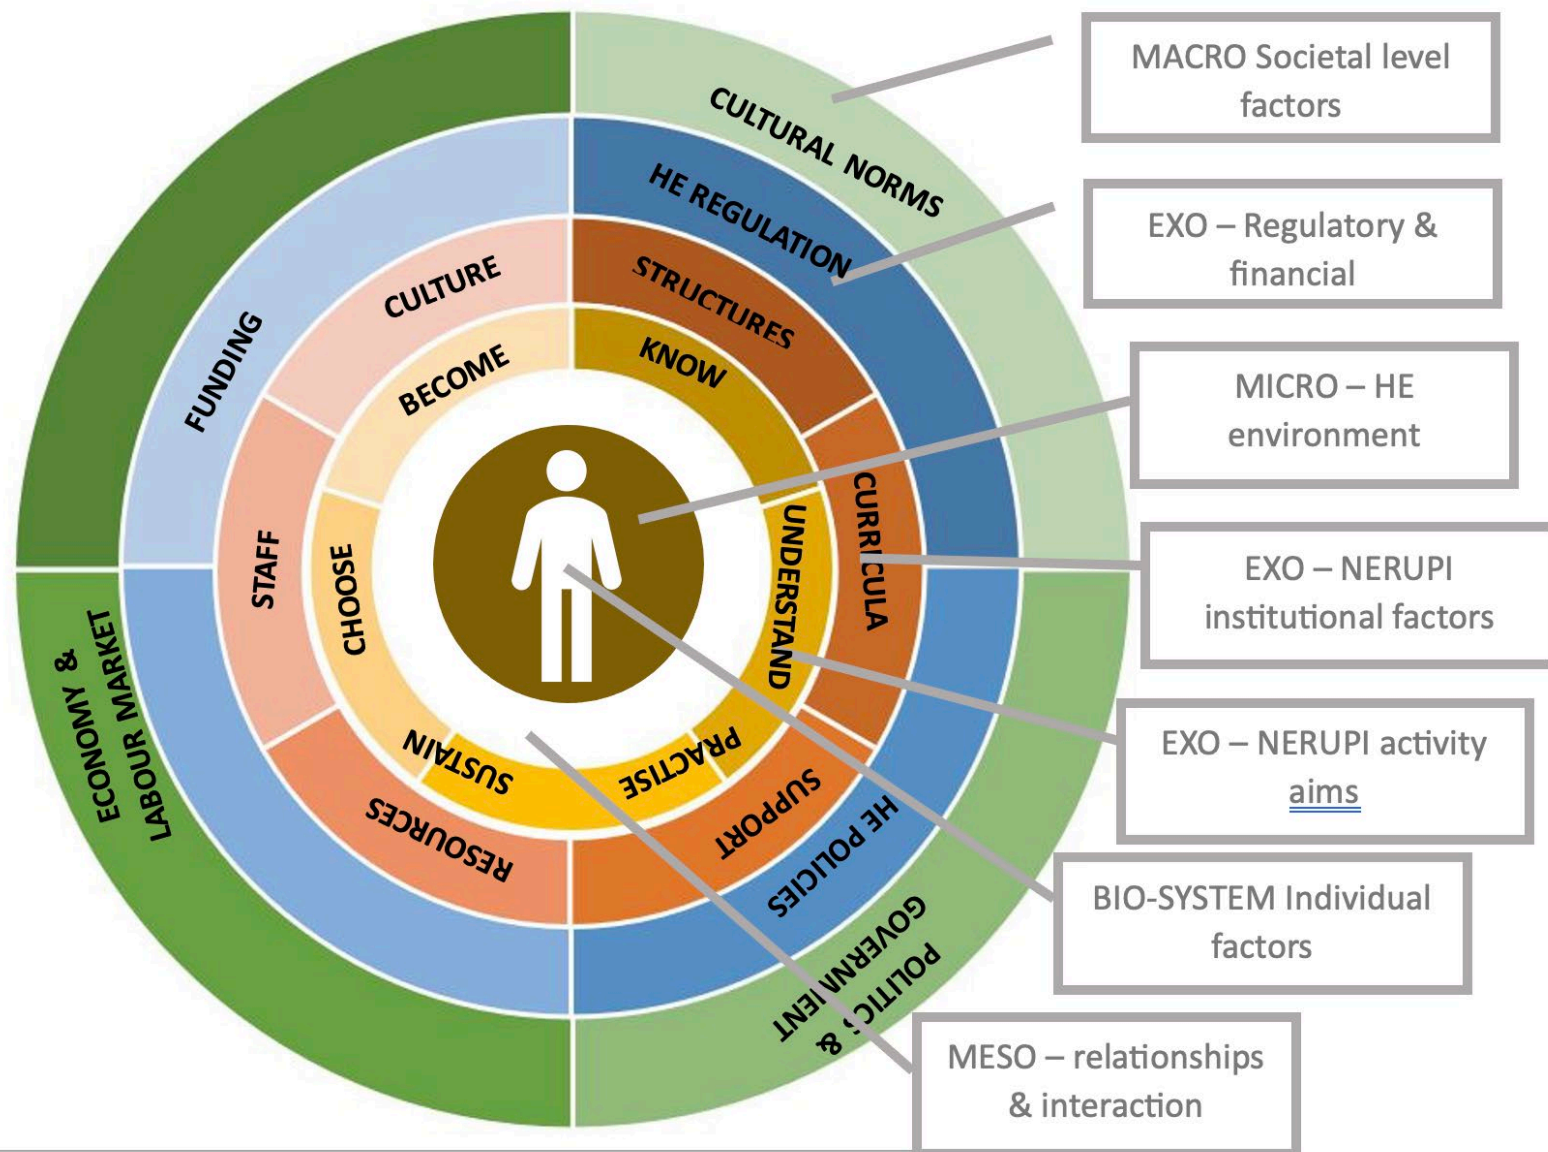 CULTURAL NORMS
HE REGULATION
STRUCTURES
KNOW
CULTURE
BECOME
FUNDING
STAFF
CHOOSE
CURRICULA
UNDERSTAND
PRACTISE
SUSTAIN
SUPPORT
RESOURCES
HE POLICIES
ECONOMY &
LABOUR MARKET
POLITICS &
GOVERNMENT
MACRO Societal level
factors
EXO – Regulatory &
financial
MICRO – HE
environment
EXO – NERUPI
institutional factors
EXO – NERUPI activity
aims
BIO-SYSTEM Individual
factors
MESO – relationships
& interaction